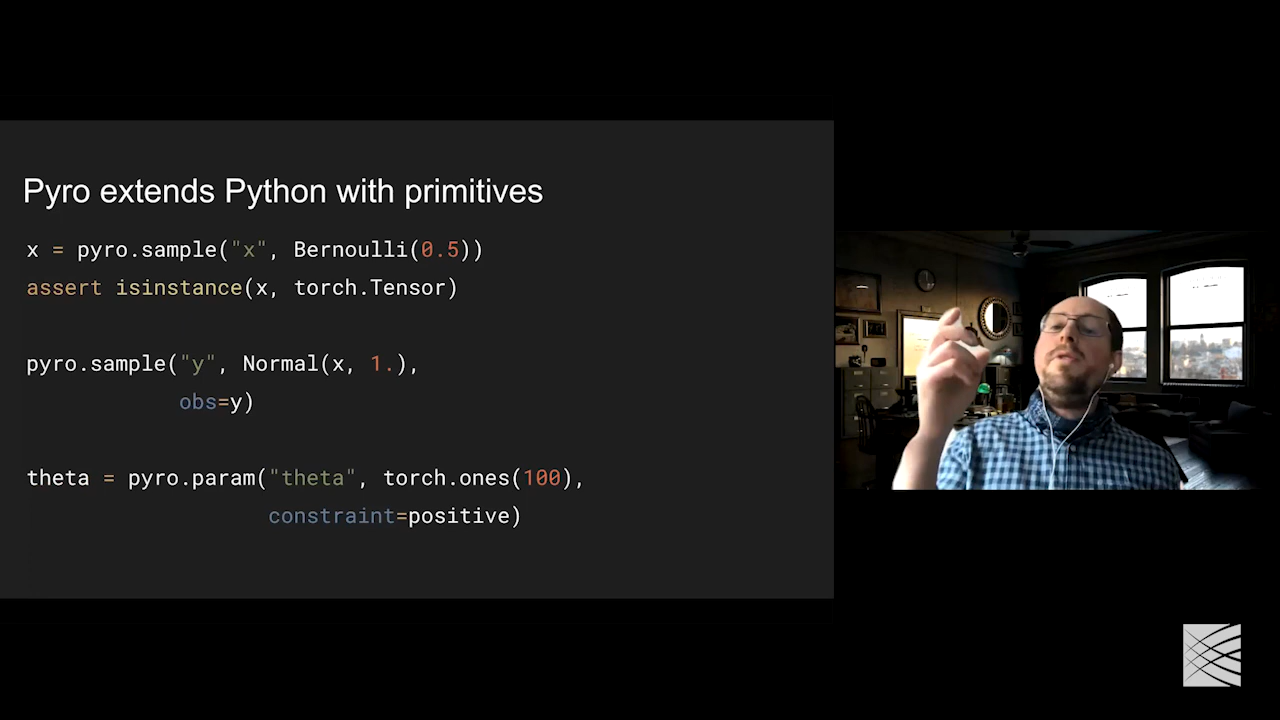 Pyro extends Python with primitives
x = pyro.sample("x", Bernoulli(0.5))
assert isinstance(x, torch.Tensor)
pyro.sample("y", Normal(x, 1.),
obs=y)
theta = pyro.param("theta", torch.ones(100),
constraint=positive)